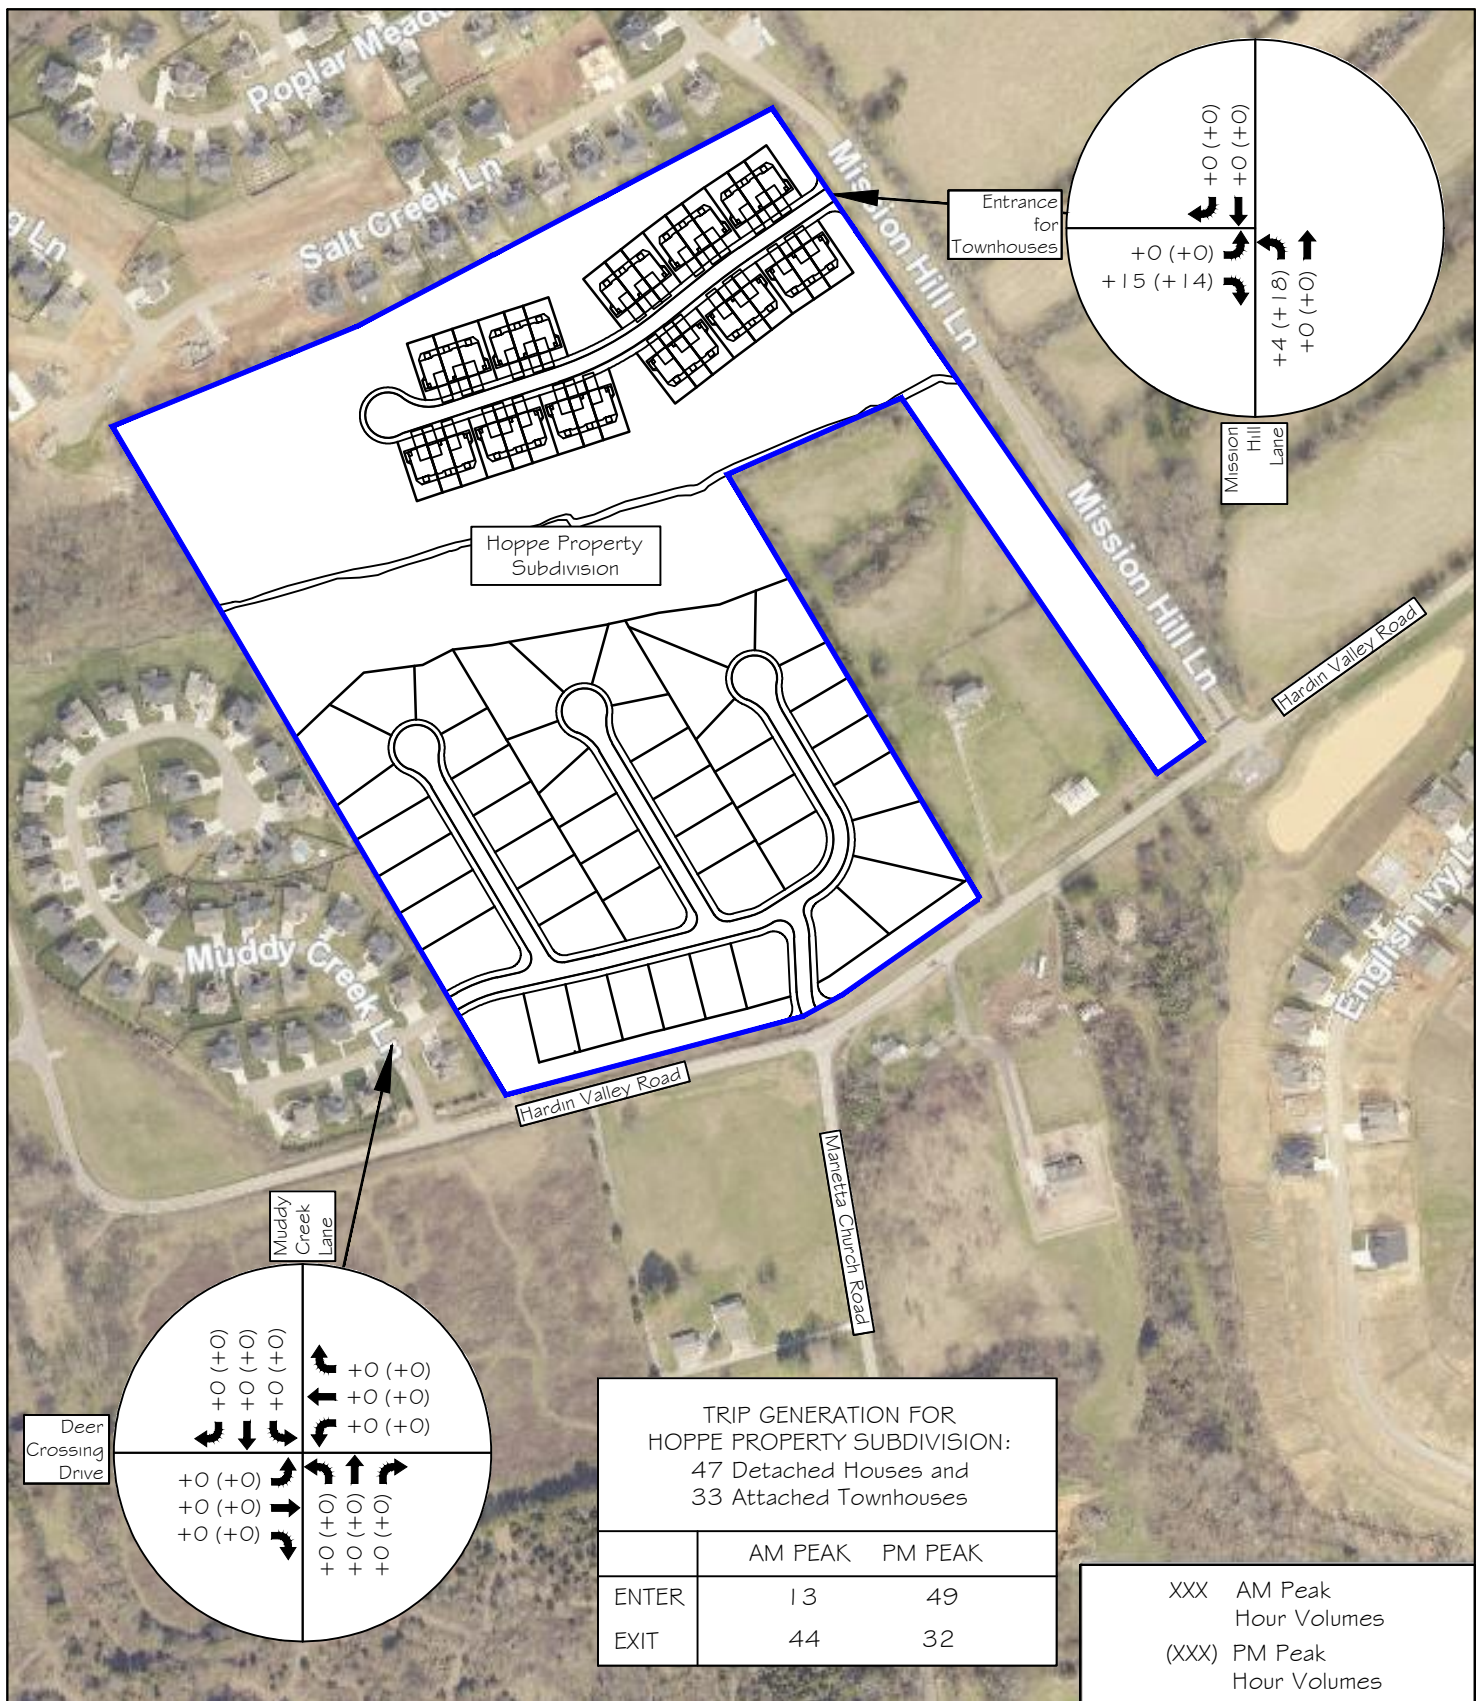 Poplar Meado
g Ln
Salt Creek Ln
Mission Hill Ln
Entrance
for
Townhouses
+0 (+0)
+0 (+0)
+0 (+0)
+15 (+14)
+4 (+18)
+0 (+0)
Mission
Hill
Lane
Hoppe Property
Subdivision
Mission Hill Ln
Hardin Valley Road
Muddy Creek L
English Ivy L
Hardin Valley Road
Marietta Church Road
Muddy
Creek
Lane
Deer
Crossing
Drive
+0 (+0)
+0 (+0)
+0 (+0)
+0 (+0)
+0 (+0)
+0 (+0)
+0 (+0)
+0 (+0)
+0 (+0)
+0 (+0)
+0 (+0)
+0 (+0)
TRIP GENERATION FOR
HOPPE PROPERTY SUBDIVISION:
47 Detached Houses and
33 Attached Townhouses
AM PEAK PM PEAK
ENTER 13 49
EXIT 44 32
XXX AM Peak
Hour Volumes
(XXX) PM Peak
Hour Volumes